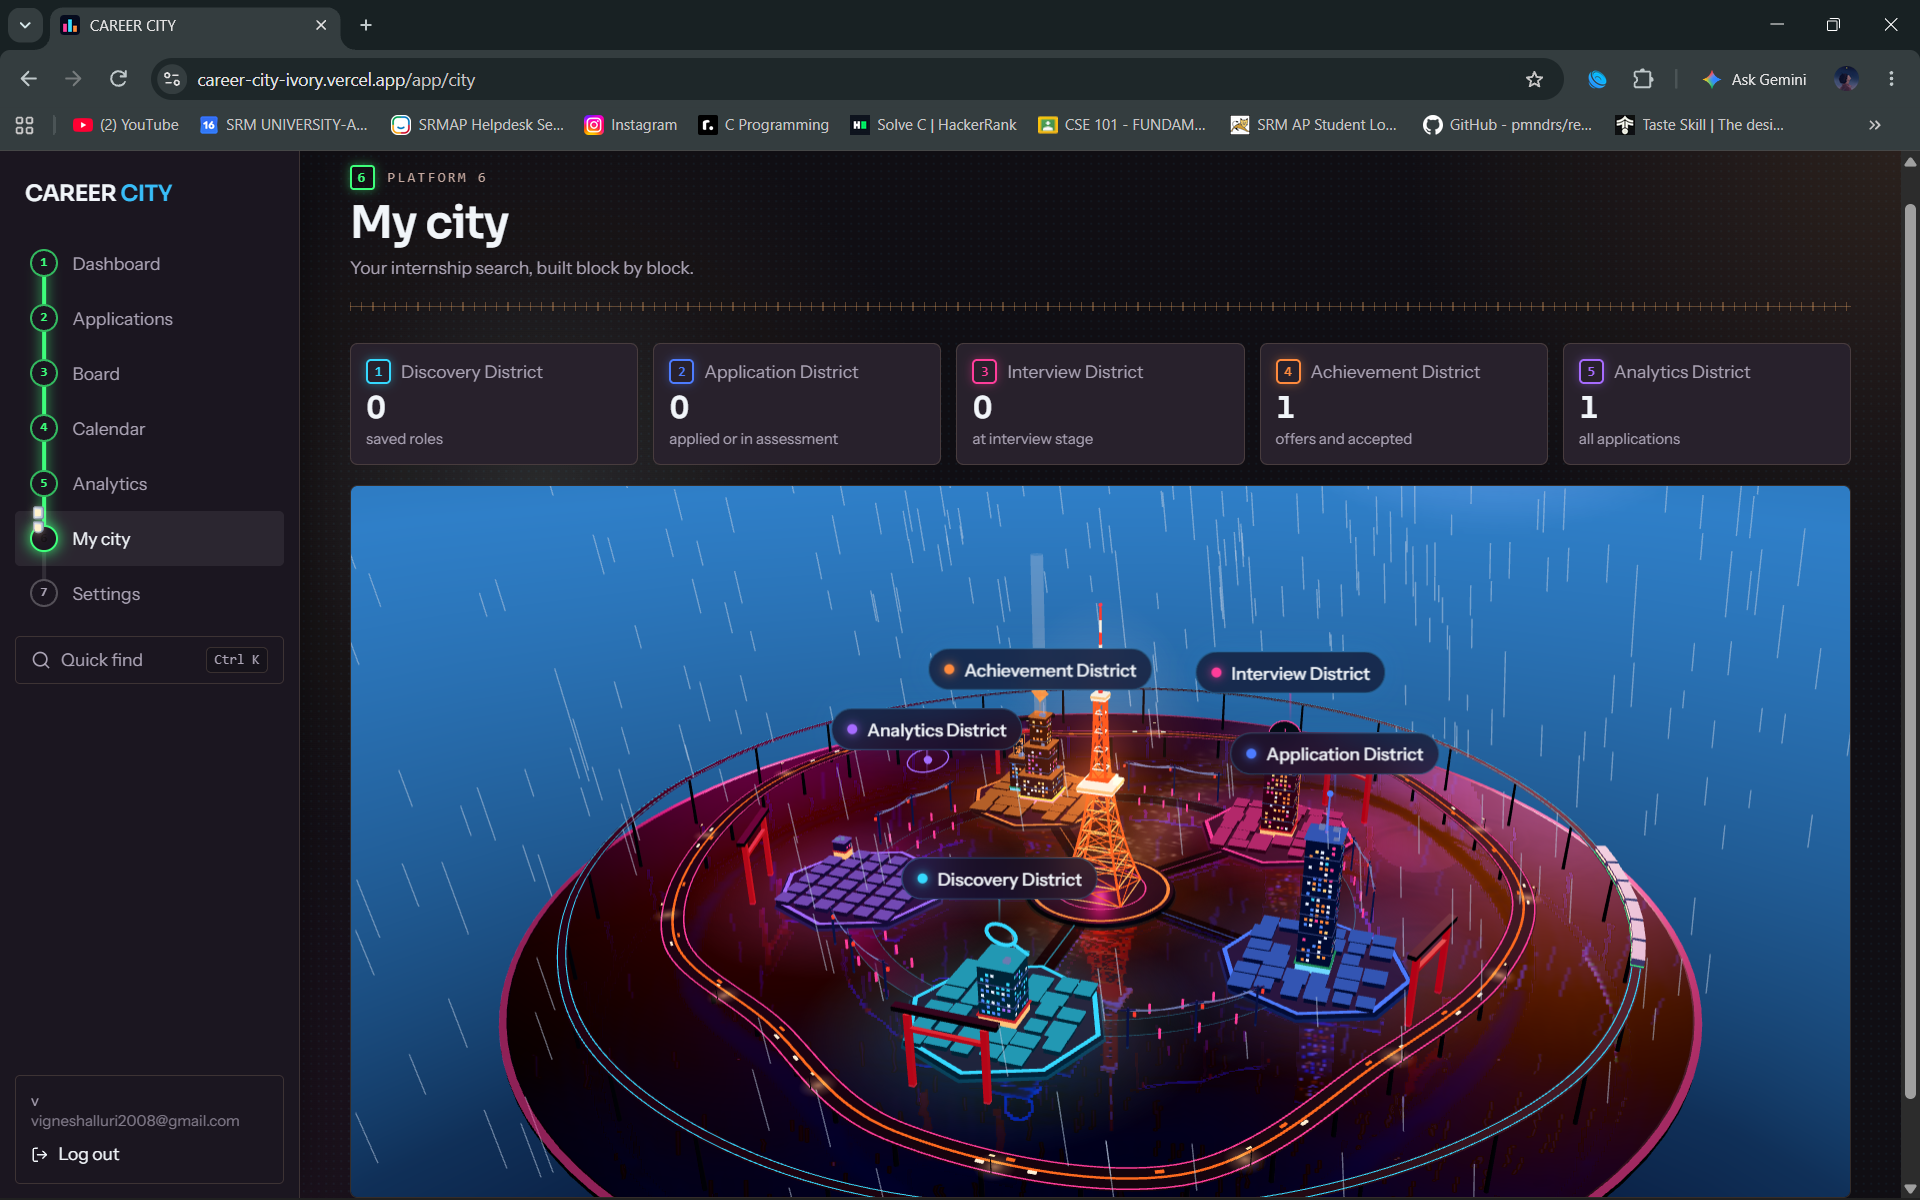 CAREER CITY
career-city-ivory.vercel.app/app/city
Ask Gemini
(2) YouTube
16
SRM UNIVERSITY-A...
SRMAP Helpdesk Se...
Instagram
r.
C Programming
H
Solve C | HackerRank
CSE 101 - FUNDAM...
SRM AP Student Lo...
GitHub - pmndrs/re...
Taste Skill | The desi...
CAREER CITY
1 Dashboard
2 Applications
3 Board
4 Calendar
5 Analytics
My city
7 Settings
Quick find Ctrl K
v
vigneshalluri2008@gmail.com
Log out
6 PLATFORM 6
My city
Your internship search, built block by block.
1 Discovery District
0
saved roles
2 Application District
0
applied or in assessment
3 Interview District
0
at interview stage
4 Achievement District
1
offers and accepted
5 Analytics District
1
all applications
Achievement District
Interview District
Analytics District
Application District
Discovery District